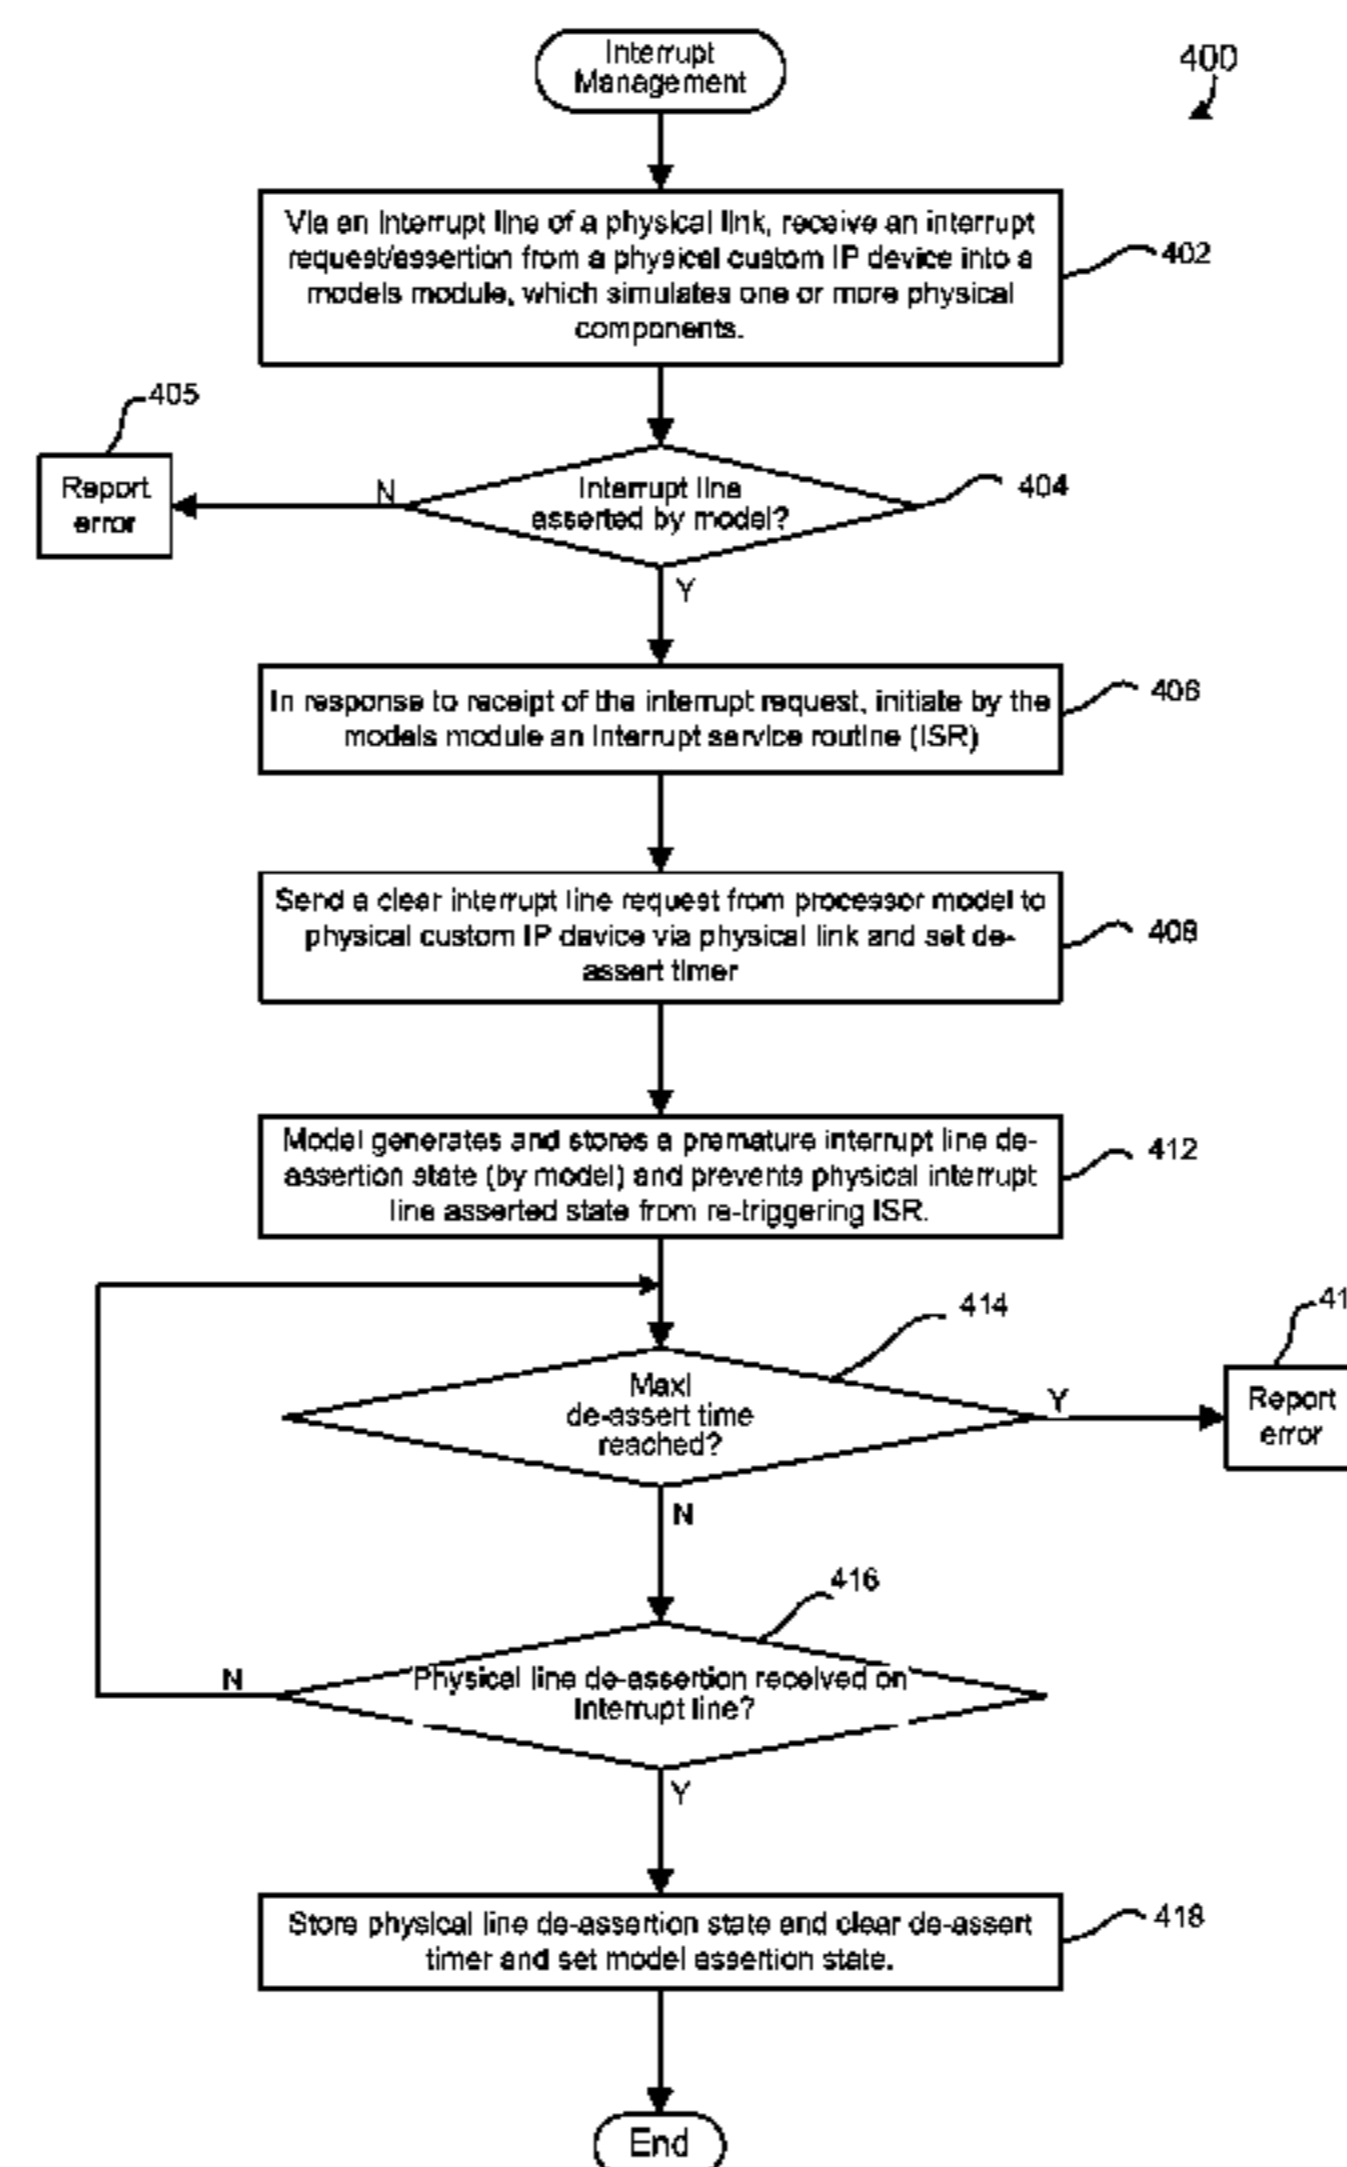 Interrupt
Management
400
Via an Interrupt line of a physical link, receive an interrupt
request/assertion from a physical custom IP device into a
models module, which simulates one or more physical
components.
402
405
Report
error
N
Interrupt line
asserted by model?
404
Y
In response to receipt of the interrupt request, initiate by the
models module an Interrupt service routine (ISR)
406
Send a clear interrupt line request from processor model to
physical custom IP device via physical link and set de-
assert timer
408
Model generates and stores a premature interrupt line de-
assertion state (by model) and prevents physical interrupt
line asserted state from re-triggering ISR.
412
414
Maxi
de-assert time
reached?
Y
41
Report
error
N
416
Physical line de-assertion received on
Interrupt line?
N
Y
Store physical line de-assertion state and clear de-assert
timer and set model assertion state.
418
End